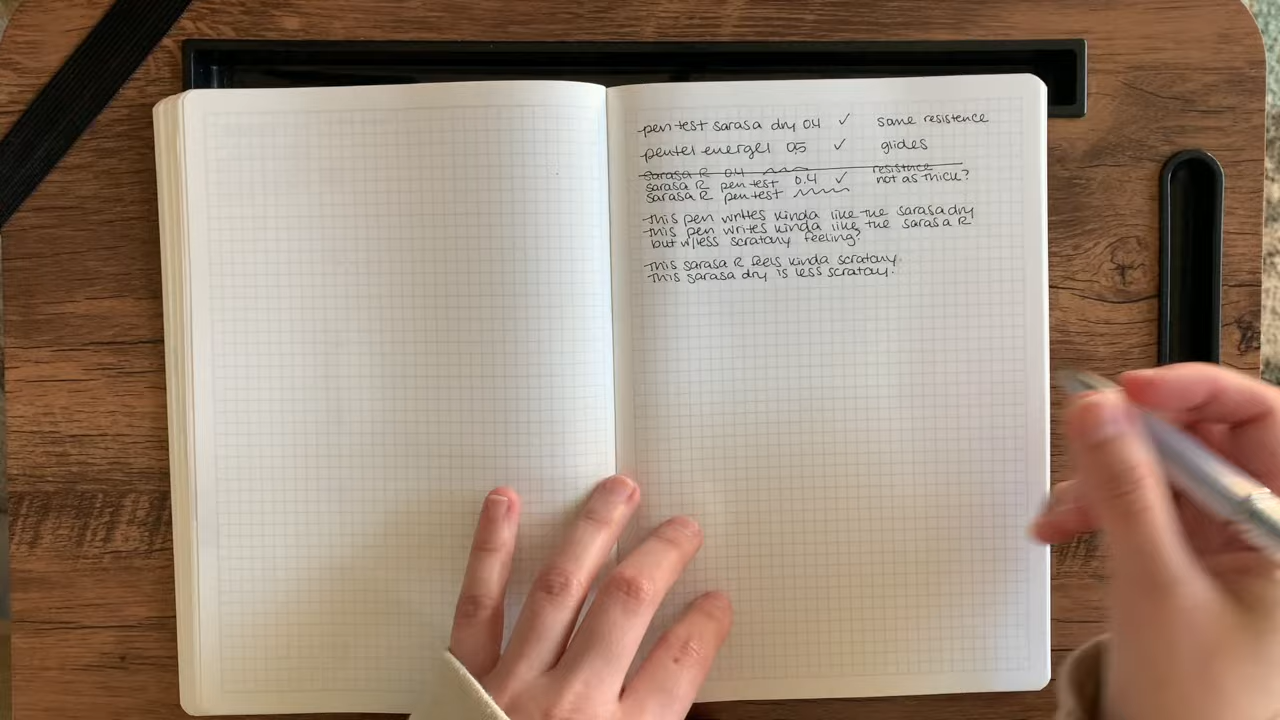 pen test sarasa dry 0.4 ✓ some resistence
pentel energel 0.5 ✓ glides
sarasa R 0.4 resistence
sarasa R pen test 0.4 ✓ not as thick?
sarasa R pen test
this pen writes kinda like the sarasa dry
this pen writes kinda like the sarasa R
but w/less scratchy feeling?
This sarasa R feels kinda scratchy.
This sarasa dry is less scratchy.